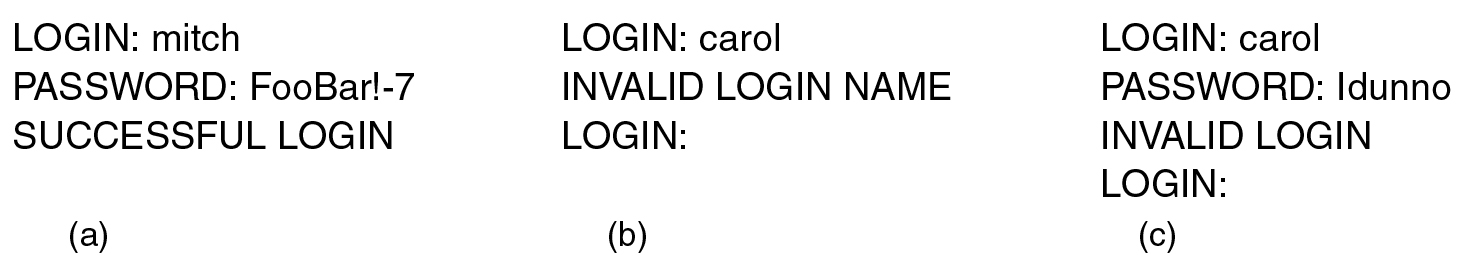 LOGIN: mitch
PASSWORD: FooBar!-7
SUCCESSFUL LOGIN
(a)
LOGIN: carol
INVALID LOGIN NAME
LOGIN:
(b)
LOGIN: carol
PASSWORD: Idunno
INVALID LOGIN
LOGIN:
(c)